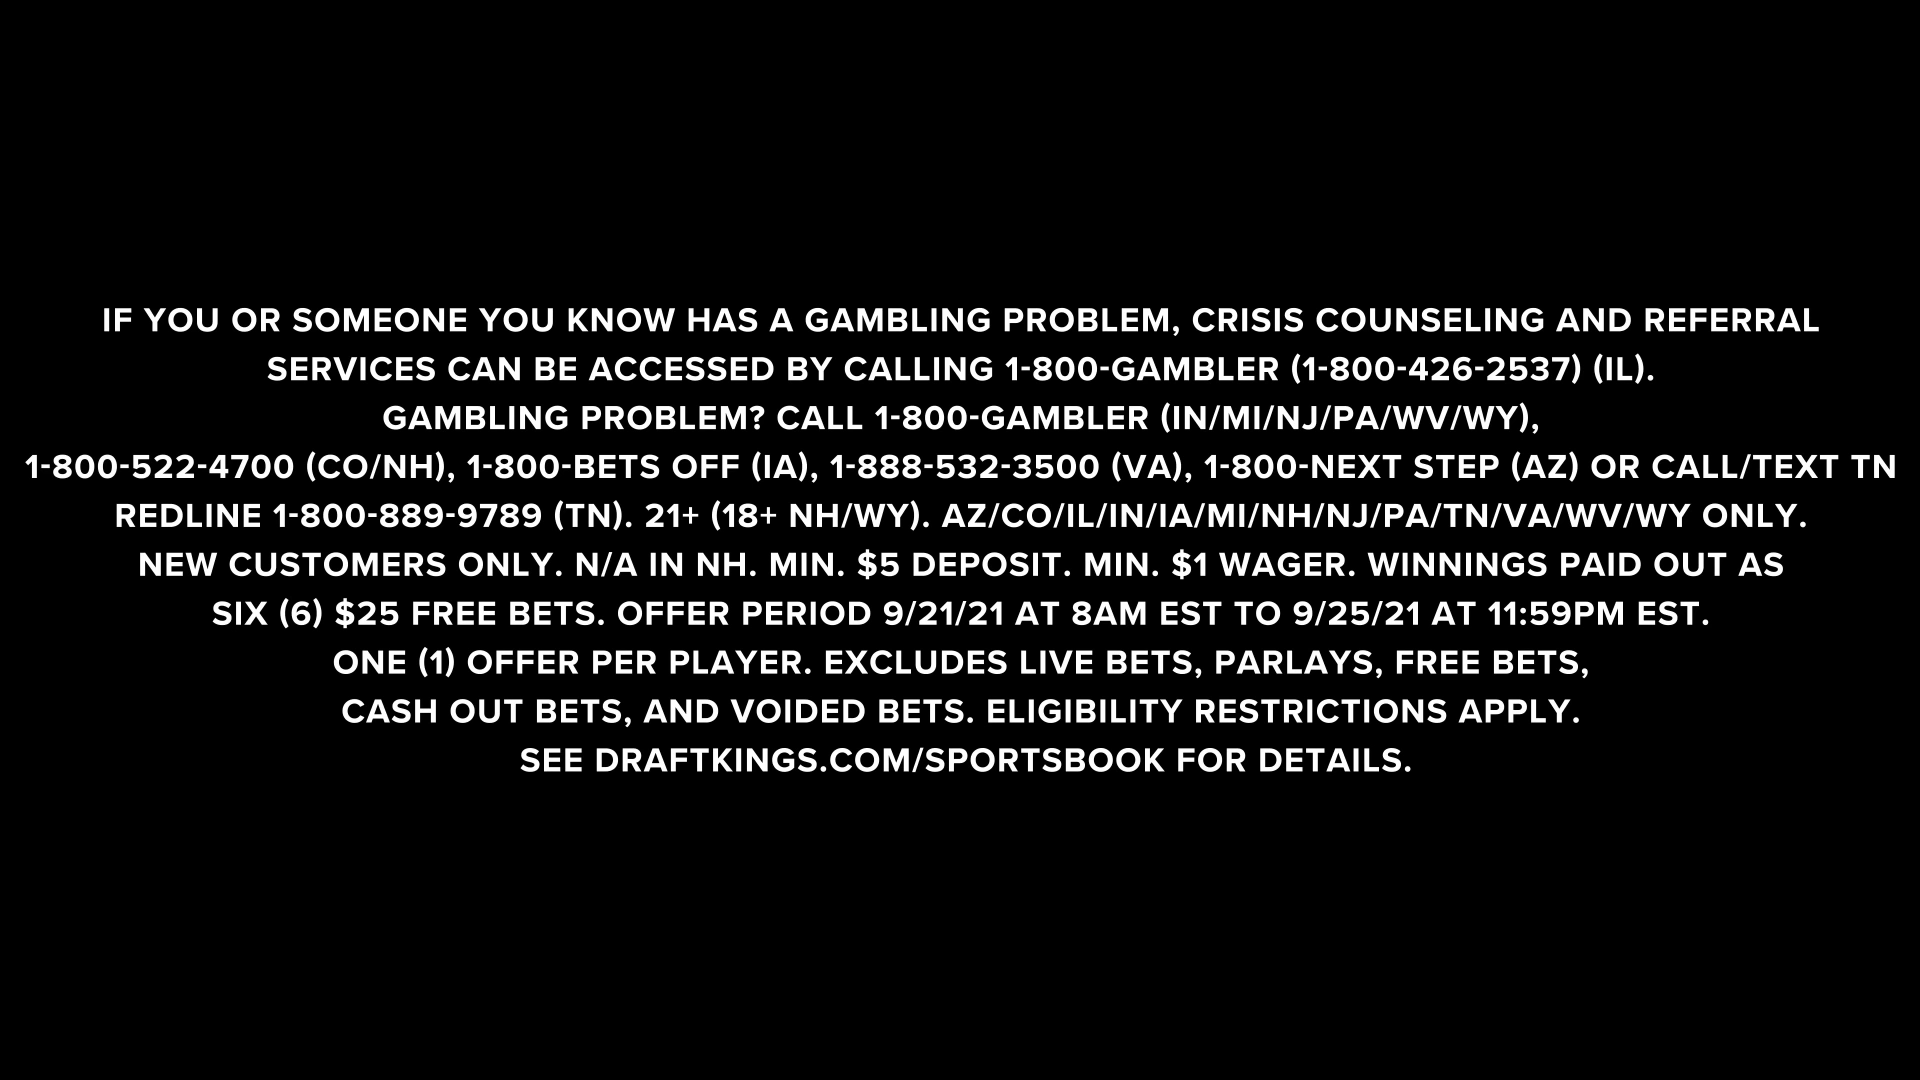 IF YOU OR SOMEONE YOU KNOW HAS A GAMBLING PROBLEM, CRISIS COUNSELING AND REFERRAL
SERVICES CAN BE ACCESSED BY CALLING 1-800-GAMBLER (1-800-426-2537) (IL).
GAMBLING PROBLEM? CALL 1-800-GAMBLER (IN/MI/NJ/PA/WV/WY),
1-800-522-4700 (CO/NH), 1-800-BETS OFF (IA), 1-888-532-3500 (VA), 1-800-NEXT STEP (AZ) OR CALL/TEXT TN
REDLINE 1-800-889-9789 (TN). 21+ (18+ NH/WY). AZ/CO/IL/IN/IA/MI/NH/NJ/PA/TN/VA/WV/WY ONLY.
NEW CUSTOMERS ONLY. N/A IN NH. MIN. $5 DEPOSIT. MIN. $1 WAGER. WINNINGS PAID OUT AS
SIX (6) $25 FREE BETS. OFFER PERIOD 9/21/21 AT 8AM EST TO 9/25/21 AT 11:59PM EST.
ONE (1) OFFER PER PLAYER. EXCLUDES LIVE BETS, PARLAYS, FREE BETS,
CASH OUT BETS, AND VOIDED BETS. ELIGIBILITY RESTRICTIONS APPLY.
SEE DRAFTKINGS.COM/SPORTSBOOK FOR DETAILS.